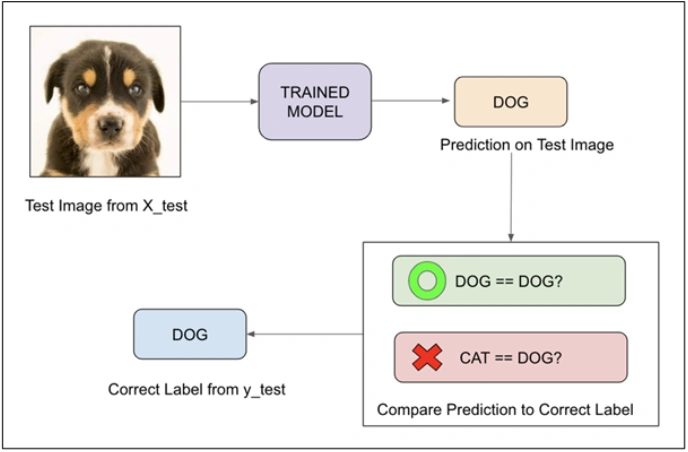 TRAINED
MODEL
DOG
Prediction on Test Image
Test Image from X_test
DOG == DOG?
CAT == DOG?
Compare Prediction to Correct Label
DOG
Correct Label from y_test